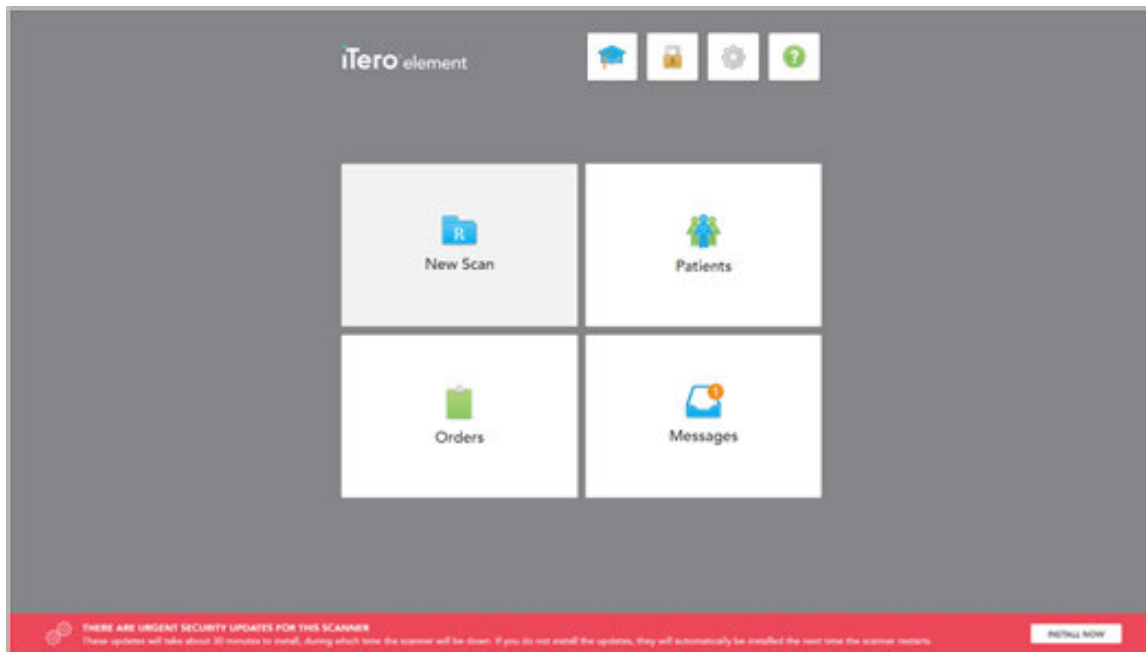 iTero element
New Scan
Patients
Orders
Messages
1
THERE ARE URGENT SECURITY UPDATES FOR THIS SCANNER
These updates will take about 30 minutes to install, during which time the scanner will be down. If you do not install the updates, they will automatically be installed the next time the scanner restarts.
INSTALL NOW
R
?